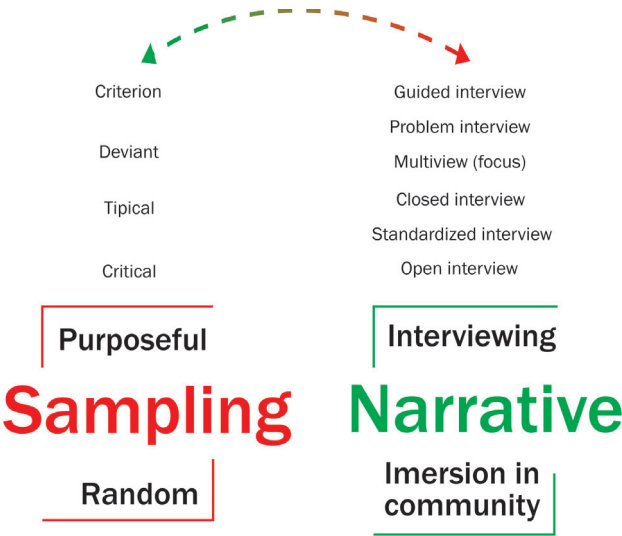 Criterion
Deviant
Tipical
Critical
Purposeful
Sampling
Random
Guided interview
Problem interview
Multiview (focus)
Closed interview
Standardized interview
Open interview
Interviewing
Narrative
Imersion in
community